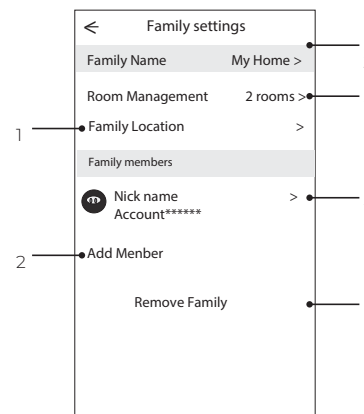 < Family settings
Family Name My Home >
Room Management 2 rooms >
1 Family Location >
Family members
Nick name >
Account******
2 Add Menber
Remove Family